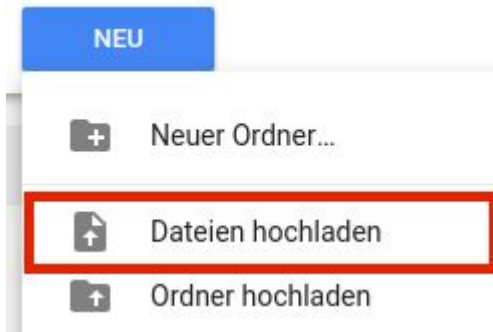 NEU
Neuer Ordner...
Dateien hochladen
Ordner hochladen